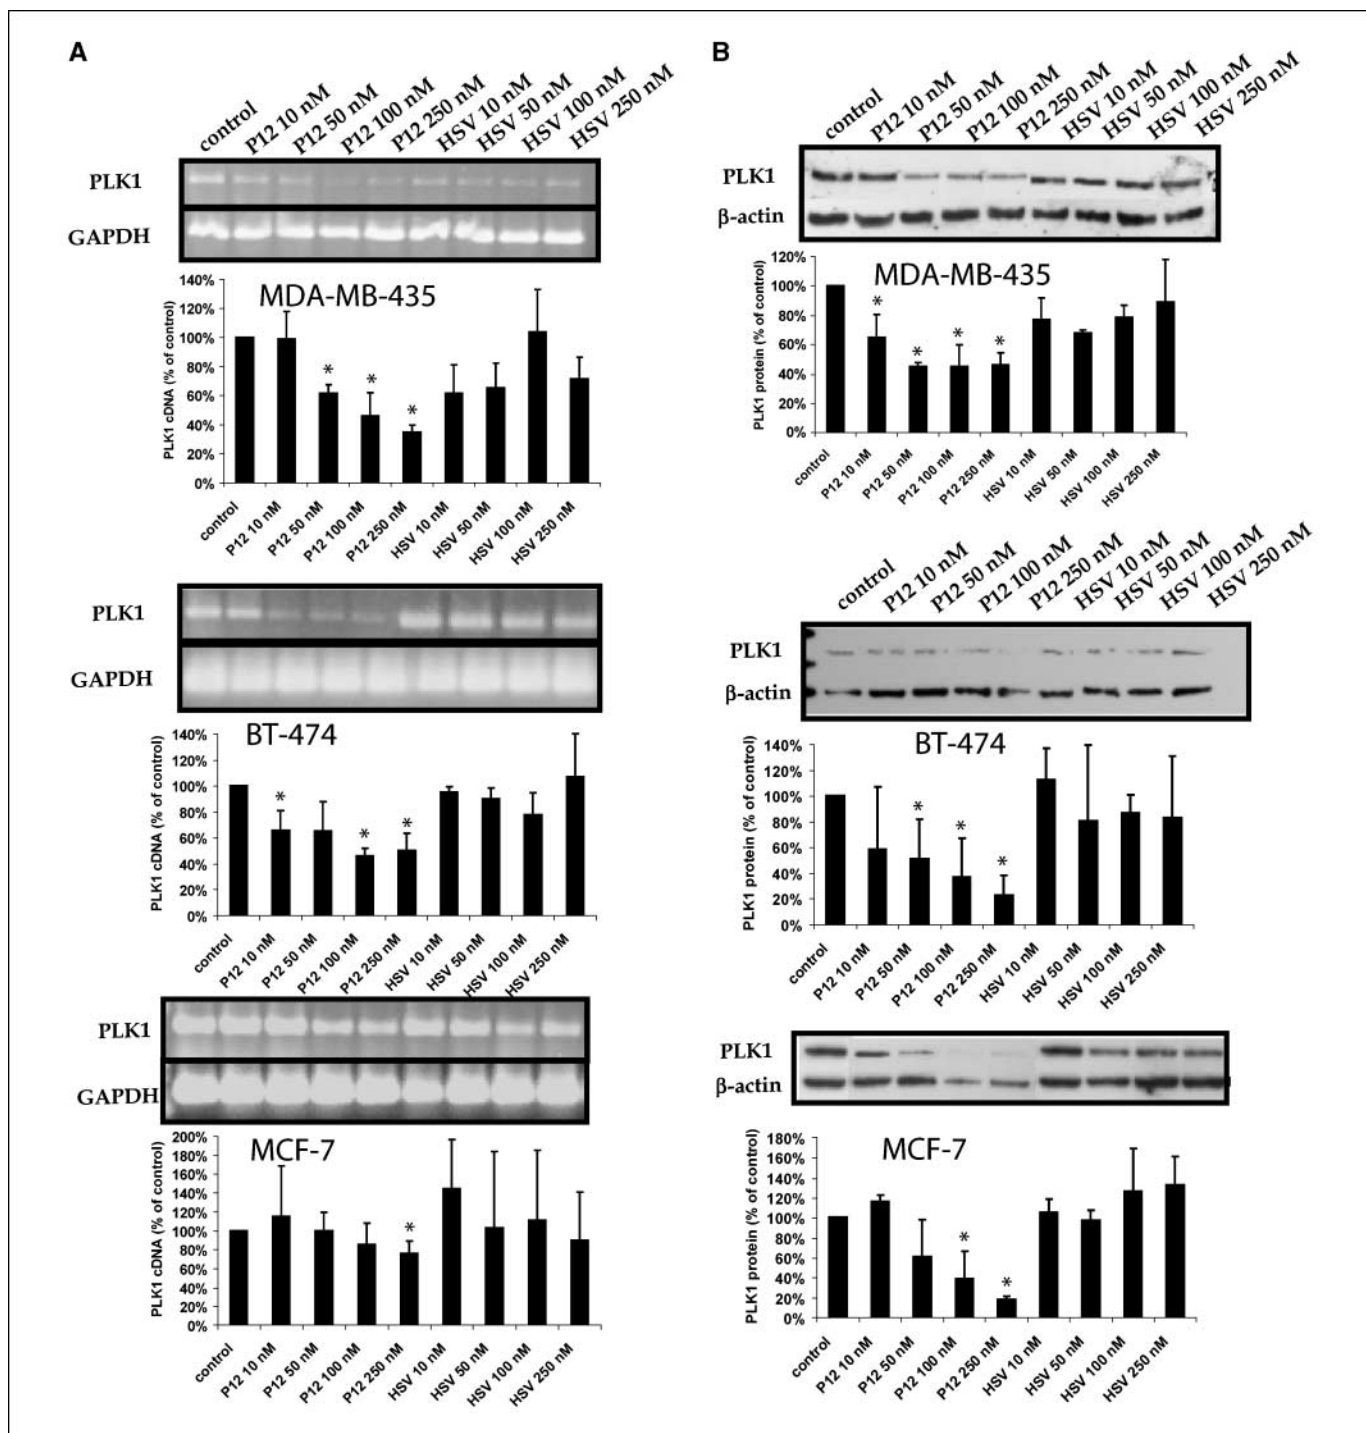 A
control P12 10 nM P12 50 nM P12 100 nM P12 250 nM HSV 10 nM HSV 50 nM HSV 100 nM HSV 250 nM
PLK1
GAPDH
MDA-MB-435
PLK1 cDNA (% of control)
140%
120%
100%
80%
60%
40%
20%
0%
* * *
control P12 10 nM P12 50 nM P12 100 nM P12 250 nM HSV 10 nM HSV 50 nM HSV 100 nM HSV 250 nM
PLK1
GAPDH
BT-474
PLK1 cDNA (% of control)
140%
120%
100%
80%
60%
40%
20%
0%
* * *
control P12 10 nM P12 50 nM P12 100 nM P12 250 nM HSV 10 nM HSV 50 nM HSV 100 nM HSV 250 nM
PLK1
GAPDH
MCF-7
PLK1 cDNA (% of control)
200%
180%
160%
140%
120%
100%
80%
60%
40%
20%
0%
*
control P12 10 nM P12 50 nM P12 100 nM P12 250 nM HSV 10 nM HSV 50 nM HSV 100 nM HSV 250 nM
B
control P12 10 nM P12 50 nM P12 100 nM P12 250 nM HSV 10 nM HSV 50 nM HSV 100 nM HSV 250 nM
PLK1
β-actin
MDA-MB-435
PLK1 protein (% of control)
120%
100%
80%
60%
40%
20%
0%
* * * *
control P12 10 nM P12 50 nM P12 100 nM P12 250 nM HSV 10 nM HSV 50 nM HSV 100 nM HSV 250 nM
control P12 10 nM P12 50 nM P12 100 nM P12 250 nM HSV 10 nM HSV 50 nM HSV 100 nM HSV 250 nM
PLK1
β-actin
BT-474
PLK1 protein (% of control)
140%
120%
100%
80%
60%
40%
20%
0%
* * *
control P12 10 nM P12 50 nM P12 100 nM P12 250 nM HSV 10 nM HSV 50 nM HSV 100 nM HSV 250 nM
PLK1
β-actin
MCF-7
PLK1 protein (% of control)
180%
160%
140%
120%
100%
80%
60%
40%
20%
0%
* *
control P12 10 nM P12 50 nM P12 100 nM P12 250 nM HSV 10 nM HSV 50 nM HSV 100 nM HSV 250 nM